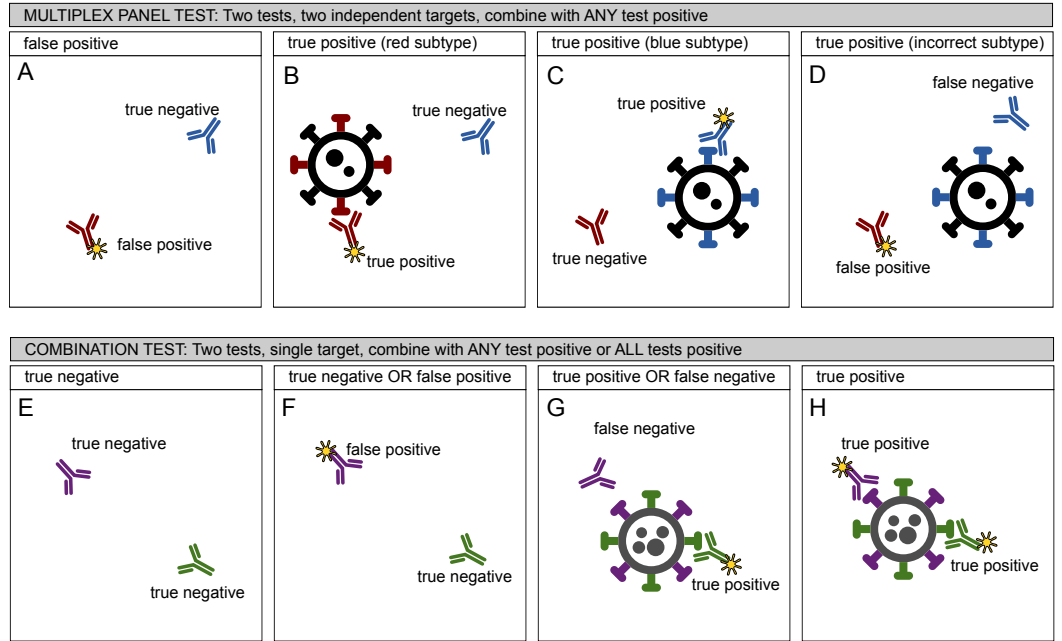 MULTIPLEX PANEL TEST: Two tests, two independent targets, combine with ANY test positive
false positive
A
true negative
false positive
true positive (red subtype)
B
true negative
true positive
true positive (blue subtype)
C
true positive
true negative
true positive (incorrect subtype)
D
false negative
false positive
COMBINATION TEST: Two tests, single target, combine with ANY test positive or ALL tests positive
true negative
E
true negative
true negative
true negative OR false positive
F
false positive
true negative
true positive OR false negative
G
false negative
true positive
true positive
H
true positive
true positive